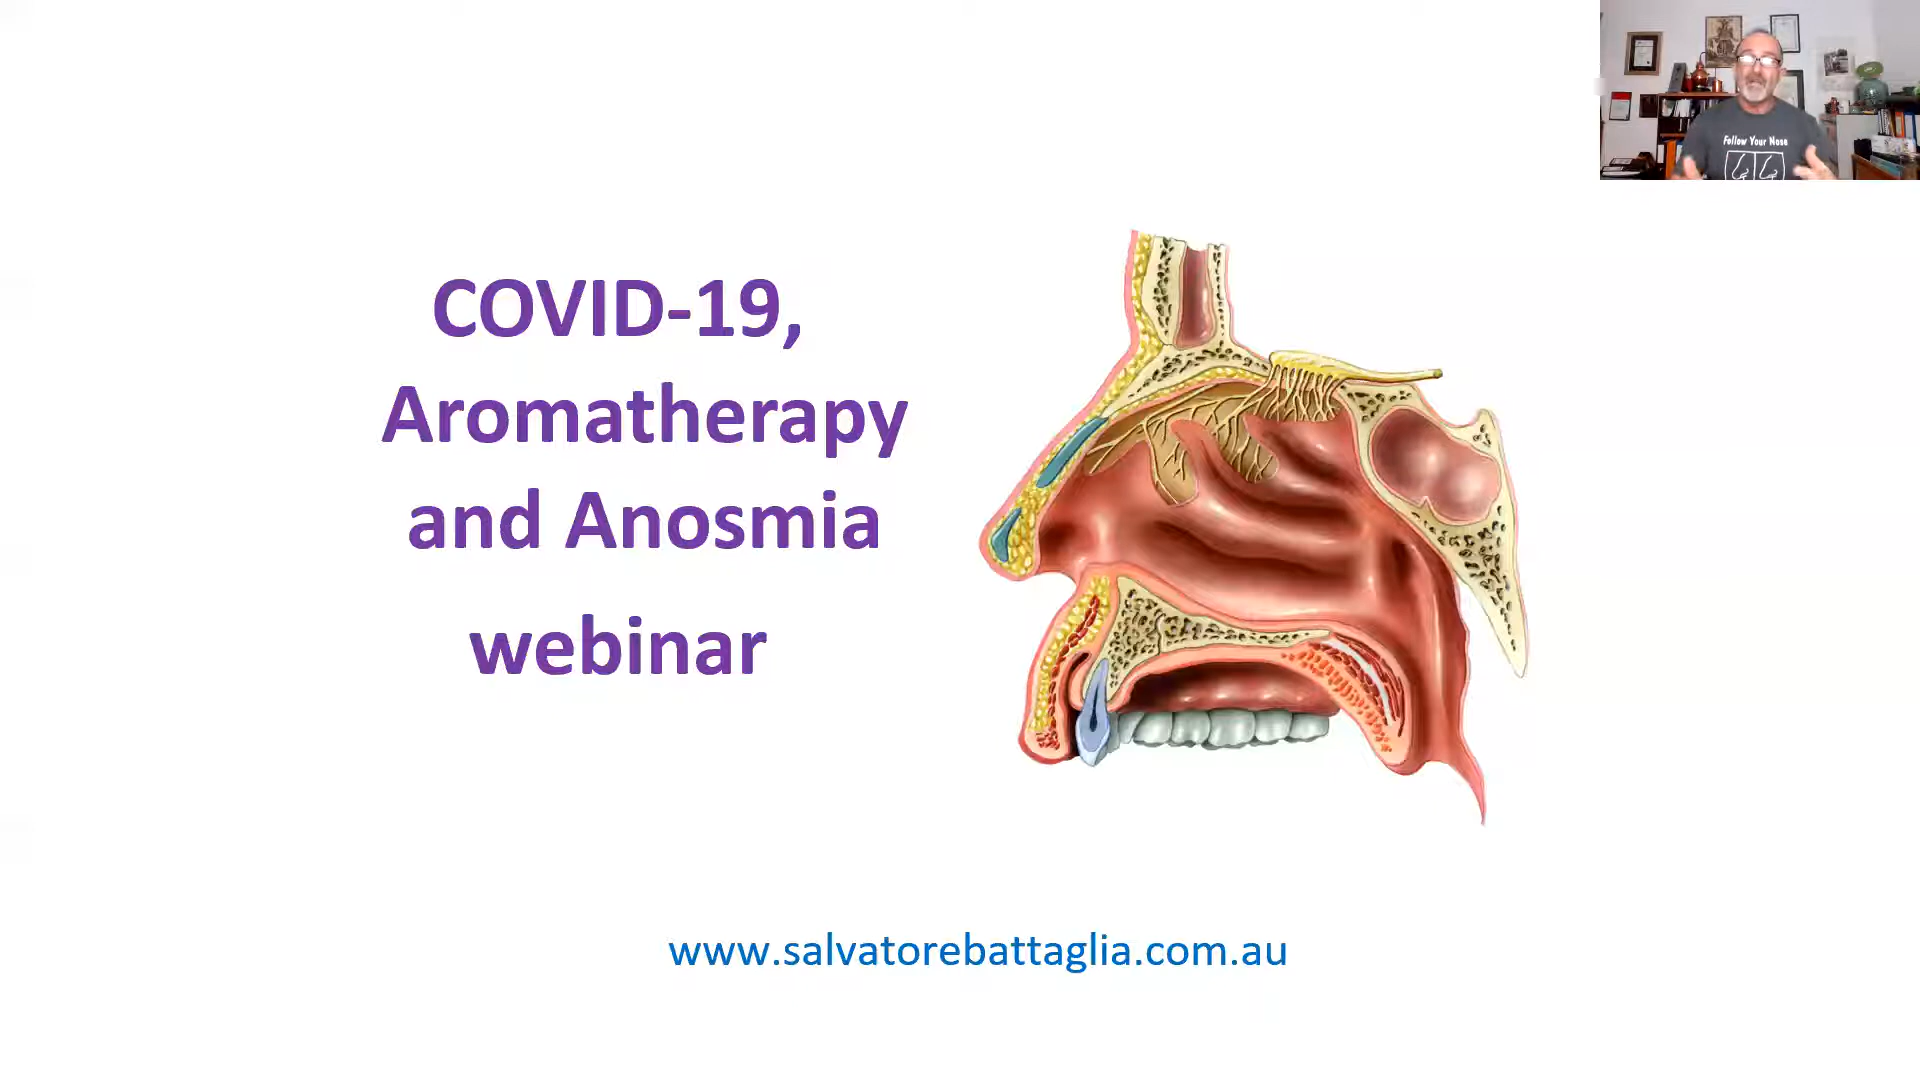 COVID-19,
Aromatherapy
and Anosmia
webinar
www.salvatorebattaglia.com.au
Follow Your Nose